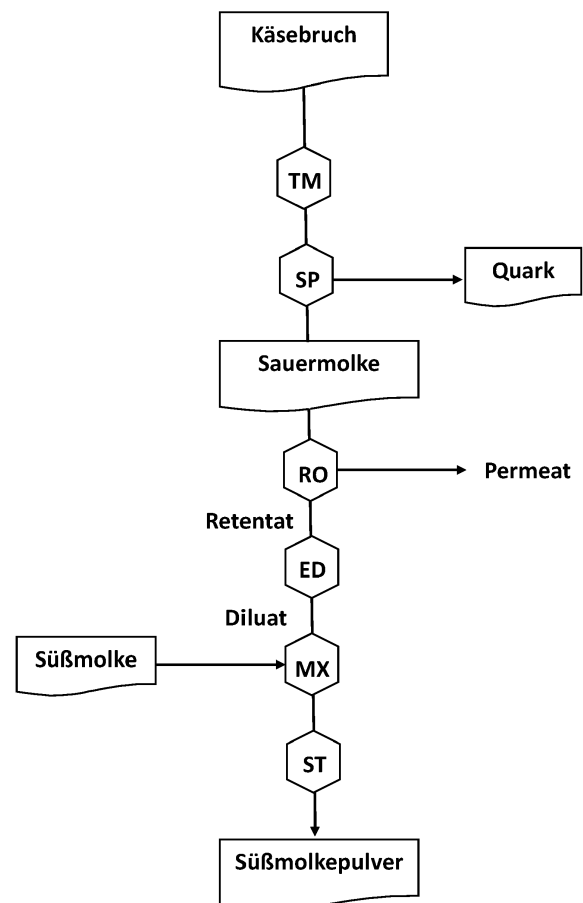 Käsebruch
TM
SP
Quark
Sauermolke
RO
Permeat
Retentat
ED
Diluat
Süßmolke
MX
ST
Süßmolkepulver